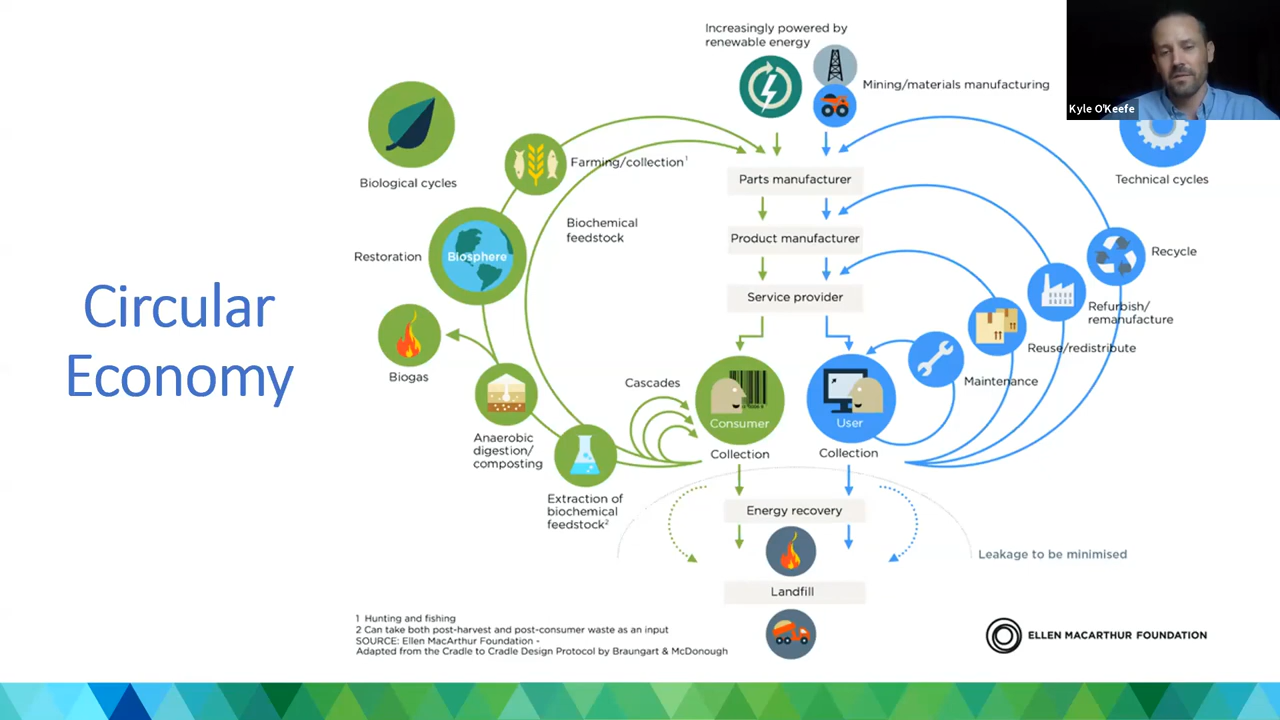 Circular
Economy
Increasingly powered by
renewable energy
Mining/materials manufacturing
Kyle O'Keefe
Biological cycles
Technical cycles
Farming/collection¹
Parts manufacturer
Biochemical
feedstock
Restoration
Biosphere
Product manufacturer
Recycle
Service provider
Refurbish/
remanufacture
Reuse/redistribute
Biogas
Cascades
Maintenance
Consumer
User
Anaerobic
digestion/
composting
Collection
Collection
Extraction of
biochemical
feedstock²
Energy recovery
Leakage to be minimised
Landfill
1 Hunting and fishing
2 Can take both post-harvest and post-consumer waste as an input
SOURCE: Ellen MacArthur Foundation -
Adapted from the Cradle to Cradle Design Protocol by Braungart & McDonough
ELLEN MACARTHUR FOUNDATION